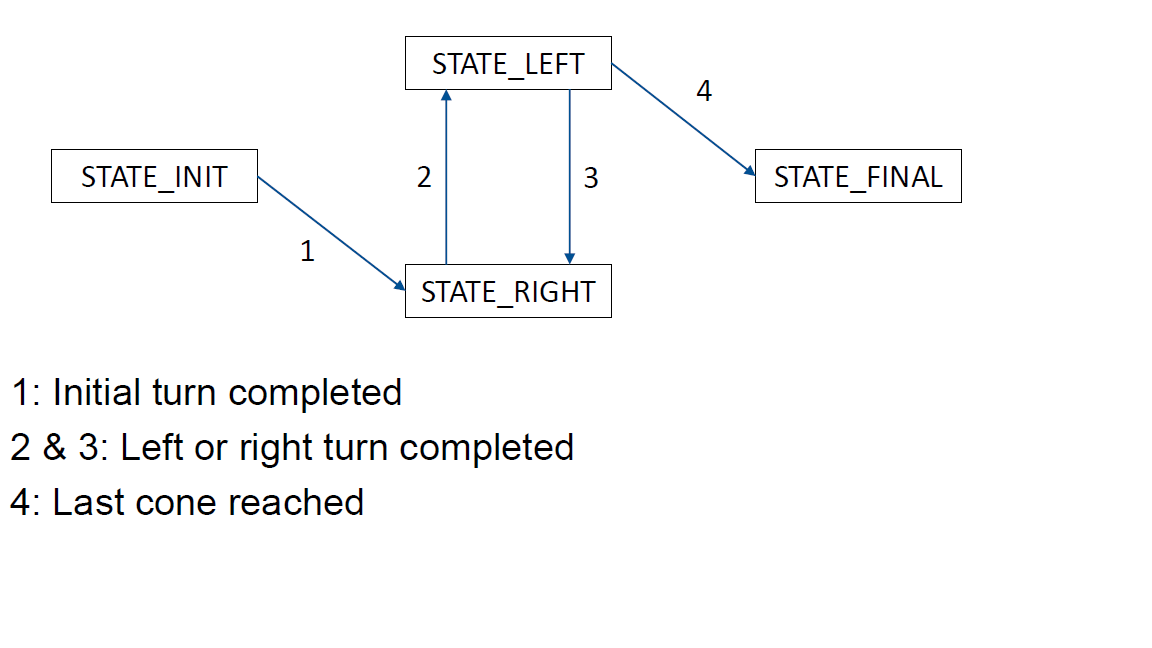 STATE_LEFT
4
STATE_INIT
2
3
STATE_FINAL
1
STATE_RIGHT
1: Initial turn completed
2 & 3: Left or right turn completed
4: Last cone reached